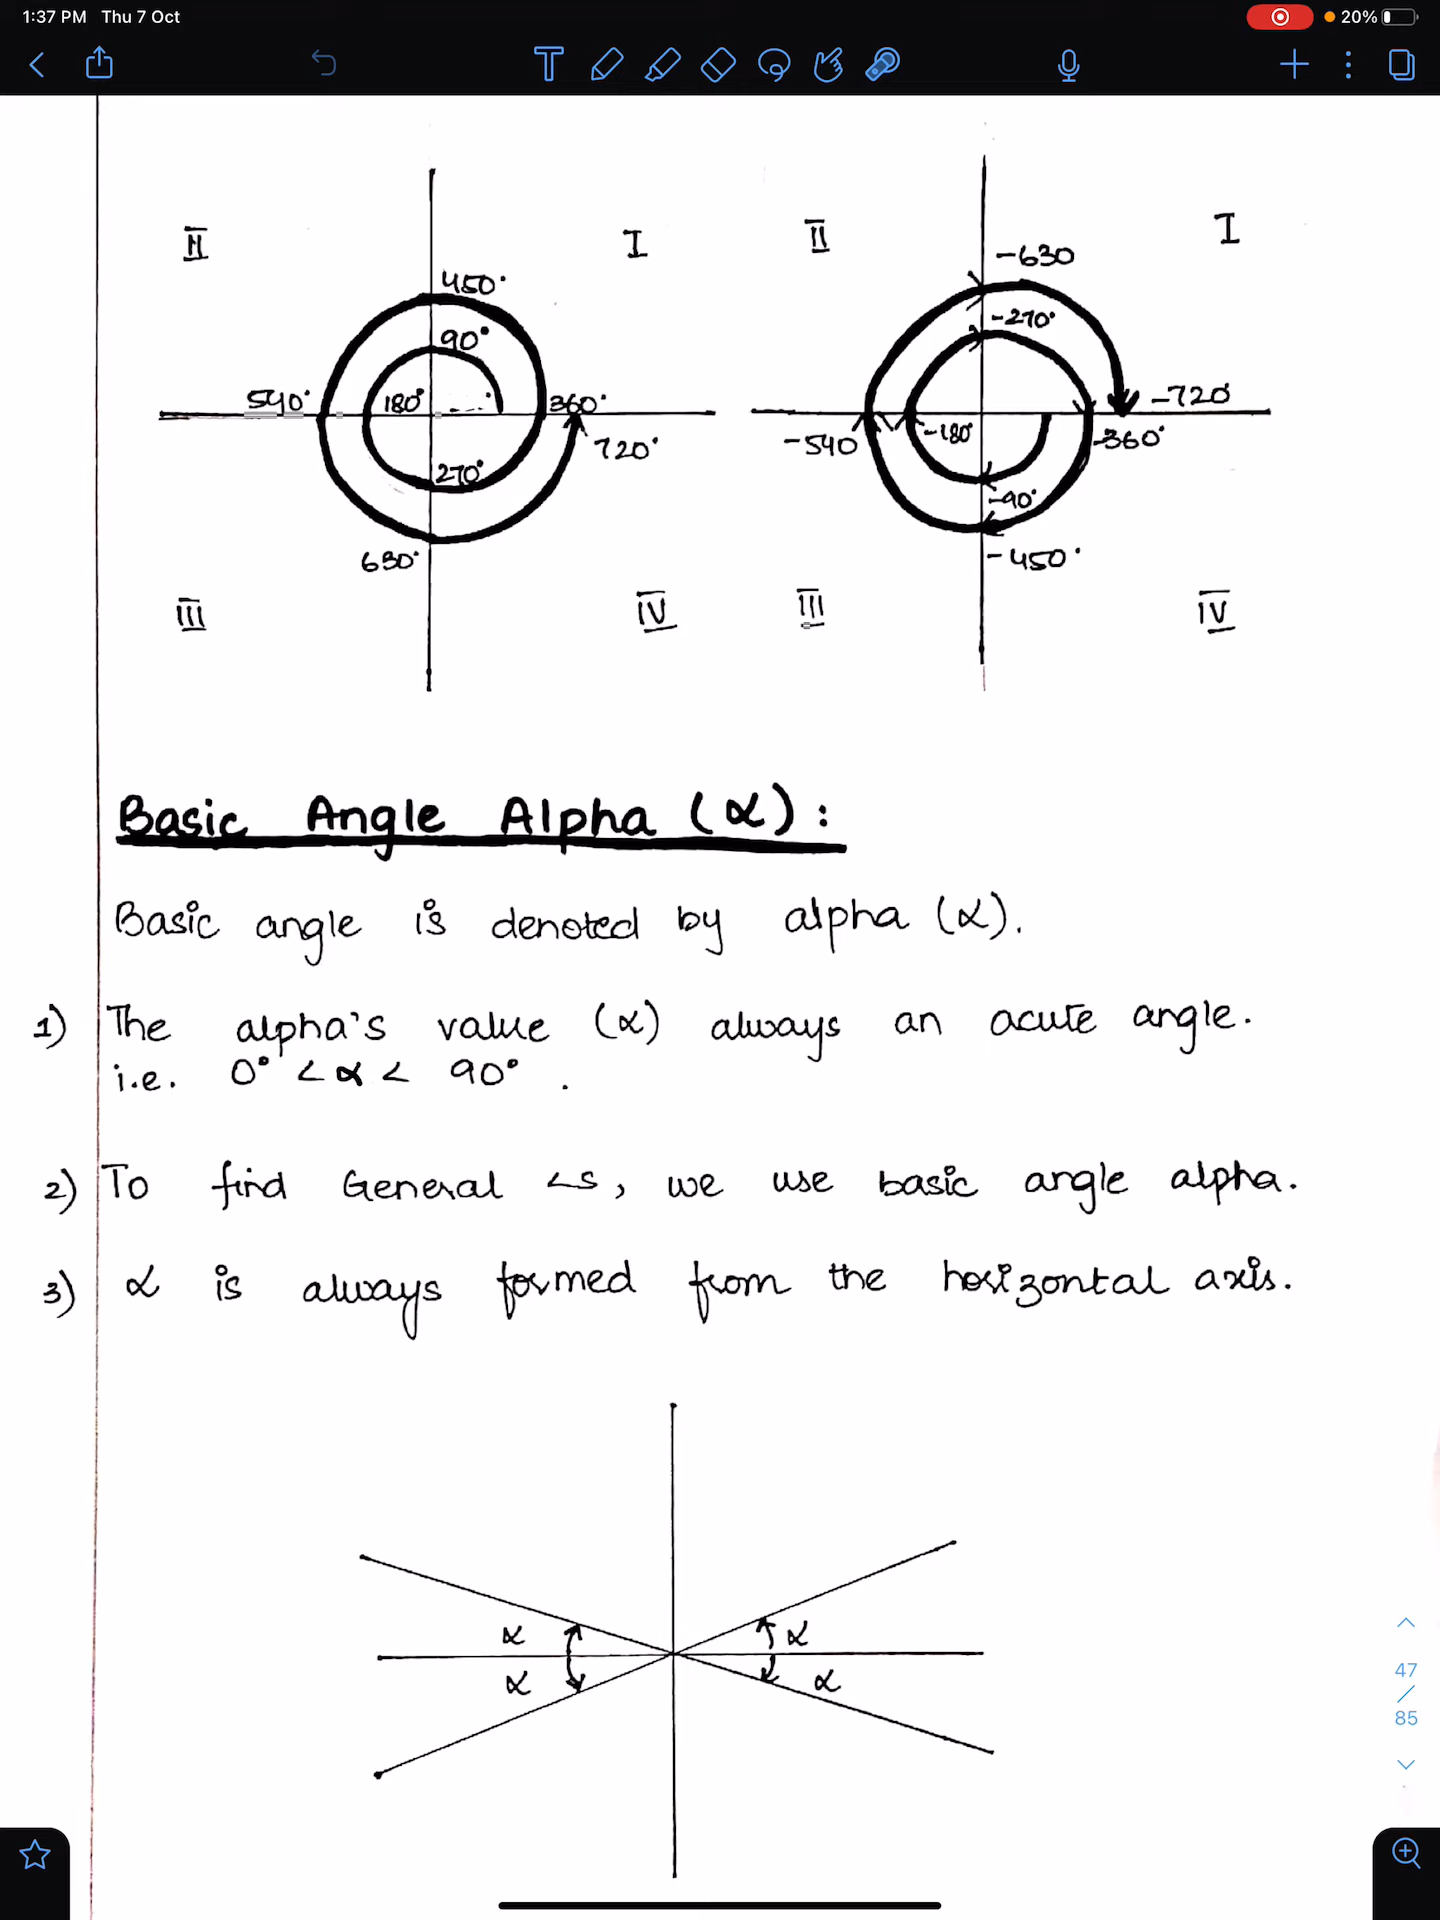 1:37 PM Thu 7 Oct
20%
II I
450°
90°
540° 180° 360°
720°
270°
630°
III IV
II I
-630
-270°
-720°
-540 -180° -360°
-90°
-450°
III IV
Basic Angle Alpha (α) :
Basic angle is denoted by alpha (α).
1) The alpha's value (α) always an acute angle.
i.e. 0° < α < 90° .
2) To find General ∠s, we use basic angle alpha.
3) α is always formed from the horizontal axis.
α α
α α
47
/
85